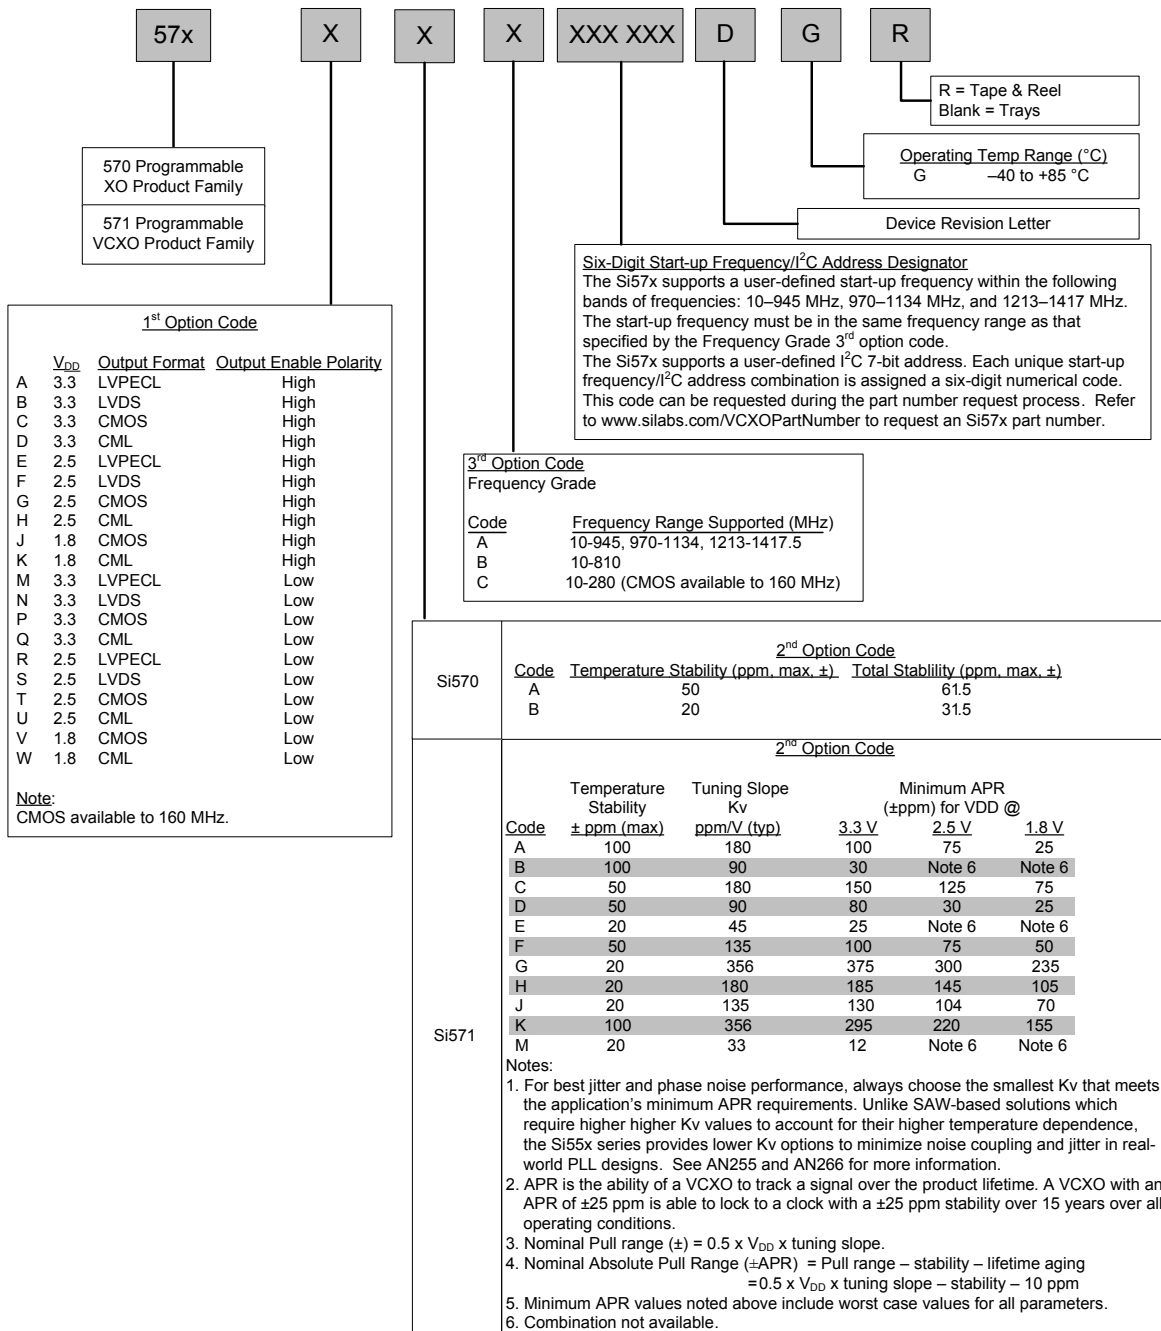 57x X X X XXX XXX D G R
R = Tape & Reel
Blank = Trays
Operating Temp Range (°C)
G –40 to +85 °C
Device Revision Letter
570 Programmable
XO Product Family
571 Programmable
VCXO Product Family
Six-Digit Start-up Frequency/I²C Address Designator
The Si57x supports a user-defined start-up frequency within the following
bands of frequencies: 10–945 MHz, 970–1134 MHz, and 1213–1417 MHz.
The start-up frequency must be in the same frequency range as that
specified by the Frequency Grade 3rd option code.
The Si57x supports a user-defined I²C 7-bit address. Each unique start-up
frequency/I²C address combination is assigned a six-digit numerical code.
This code can be requested during the part number request process. Refer
to www.silabs.com/VCXOPartNumber to request an Si57x part number.
1st Option Code
VDD Output Format Output Enable Polarity
A 3.3 LVPECL High
B 3.3 LVDS High
C 3.3 CMOS High
D 3.3 CML High
E 2.5 LVPECL High
F 2.5 LVDS High
G 2.5 CMOS High
H 2.5 CML High
J 1.8 CMOS High
K 1.8 CML High
M 3.3 LVPECL Low
N 3.3 LVDS Low
P 3.3 CMOS Low
Q 3.3 CML Low
R 2.5 LVPECL Low
S 2.5 LVDS Low
T 2.5 CMOS Low
U 2.5 CML Low
V 1.8 CMOS Low
W 1.8 CML Low
Note:
CMOS available to 160 MHz.
3rd Option Code
Frequency Grade
Code Frequency Range Supported (MHz)
A 10-945, 970-1134, 1213-1417.5
B 10-810
C 10-280 (CMOS available to 160 MHz)
Si570
2nd Option Code
Code Temperature Stability (ppm, max, ±) Total Stablility (ppm, max, ±)
A 50 61.5
B 20 31.5
Si571
2nd Option Code
Temperature Tuning Slope Minimum APR
Stability Kv (±ppm) for VDD @
Code ± ppm (max) ppm/V (typ) 3.3 V 2.5 V 1.8 V
A 100 180 100 75 25
B 100 90 30 Note 6 Note 6
C 50 180 150 125 75
D 50 90 80 30 25
E 20 45 25 Note 6 Note 6
F 50 135 100 75 50
G 20 356 375 300 235
H 20 180 185 145 105
J 20 135 130 104 70
K 100 356 295 220 155
M 20 33 12 Note 6 Note 6
Notes:
1. For best jitter and phase noise performance, always choose the smallest Kv that meets
the application's minimum APR requirements. Unlike SAW-based solutions which
require higher higher Kv values to account for their higher temperature dependence,
the Si55x series provides lower Kv options to minimize noise coupling and jitter in real-
world PLL designs. See AN255 and AN266 for more information.
2. APR is the ability of a VCXO to track a signal over the product lifetime. A VCXO with an
APR of ±25 ppm is able to lock to a clock with a ±25 ppm stability over 15 years over all
operating conditions.
3. Nominal Pull range (±) = 0.5 x VDD x tuning slope.
4. Nominal Absolute Pull Range (±APR) = Pull range – stability – lifetime aging
= 0.5 x VDD x tuning slope – stability – 10 ppm
5. Minimum APR values noted above include worst case values for all parameters.
6. Combination not available.